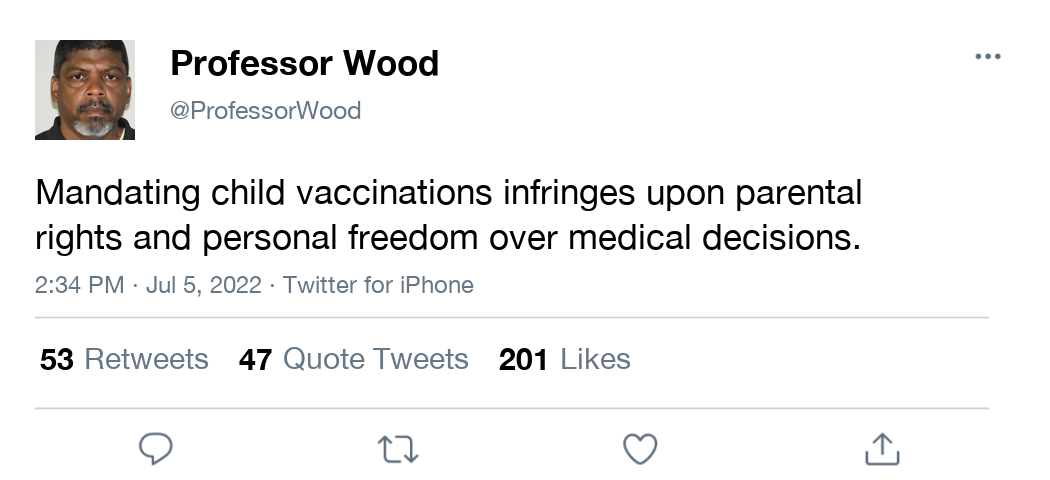 Professor Wood
@ProfessorWood
Mandating child vaccinations infringes upon parental
rights and personal freedom over medical decisions.
2:34 PM · Jul 5, 2022 · Twitter for iPhone
53 Retweets 47 Quote Tweets 201 Likes